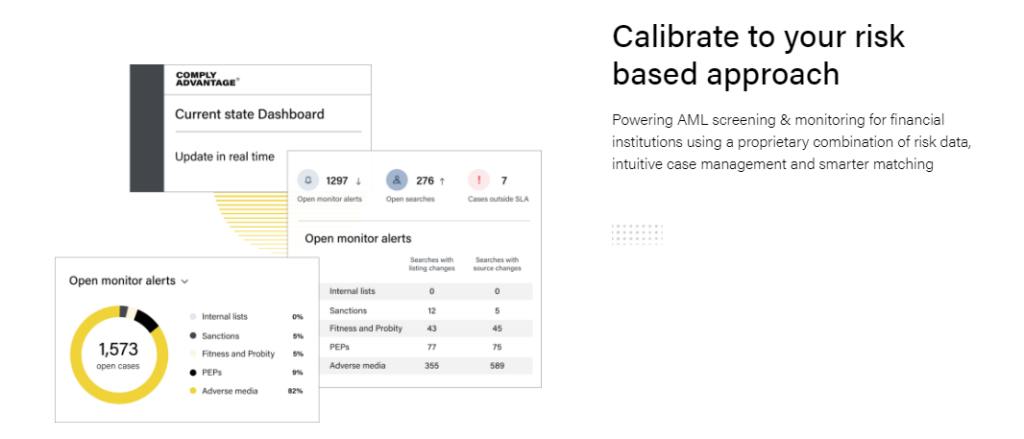 COMPLY
ADVANTAGE®
Current state Dashboard
Update in real time
1297 ↓
Open monitor alerts
276 ↑
Open searches
! 7
Cases outside SLA
Open monitor alerts
Searches with listing changes
Searches with source changes
Internal lists 0 0
Sanctions 12 5
Fitness and Probity 43 45
PEPs 77 75
Adverse media 355 589
Open monitor alerts
1,573
open cases
Internal lists 0%
Sanctions 5%
Fitness and Probity 5%
PEPs 9%
Adverse media 82%
Calibrate to your risk
based approach
Powering AML screening & monitoring for financial
institutions using a proprietary combination of risk data,
intuitive case management and smarter matching